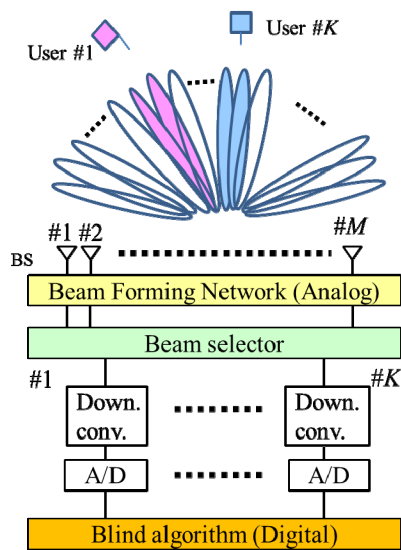 User #1
User #K
#1
#2
#M
BS
Beam Forming Network (Analog)
Beam selector
#1
#K
Down. conv.
Down. conv.
A/D
A/D
Blind algorithm (Digital)